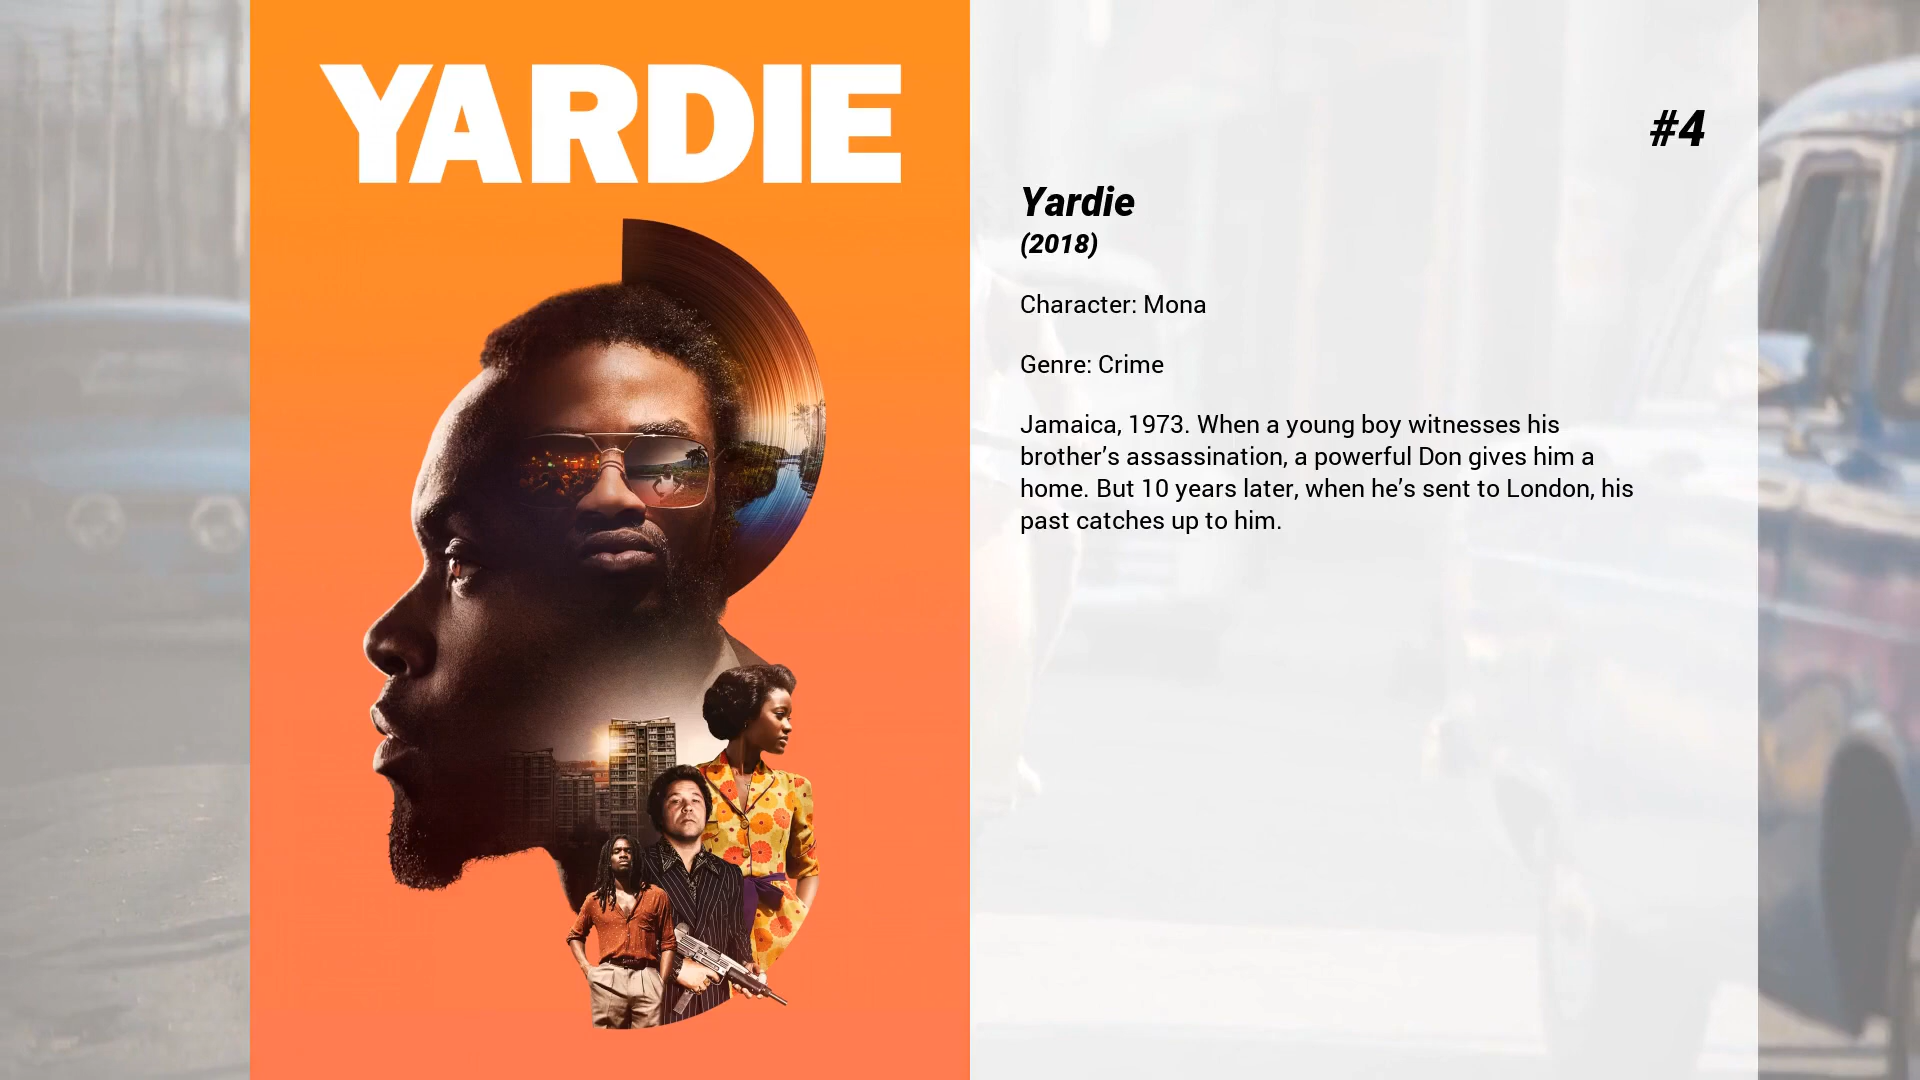 YARDIE
#4
Yardie
(2018)
Character: Mona
Genre: Crime
Jamaica, 1973. When a young boy witnesses his
brother’s assassination, a powerful Don gives him a
home. But 10 years later, when he’s sent to London, his
past catches up to him.